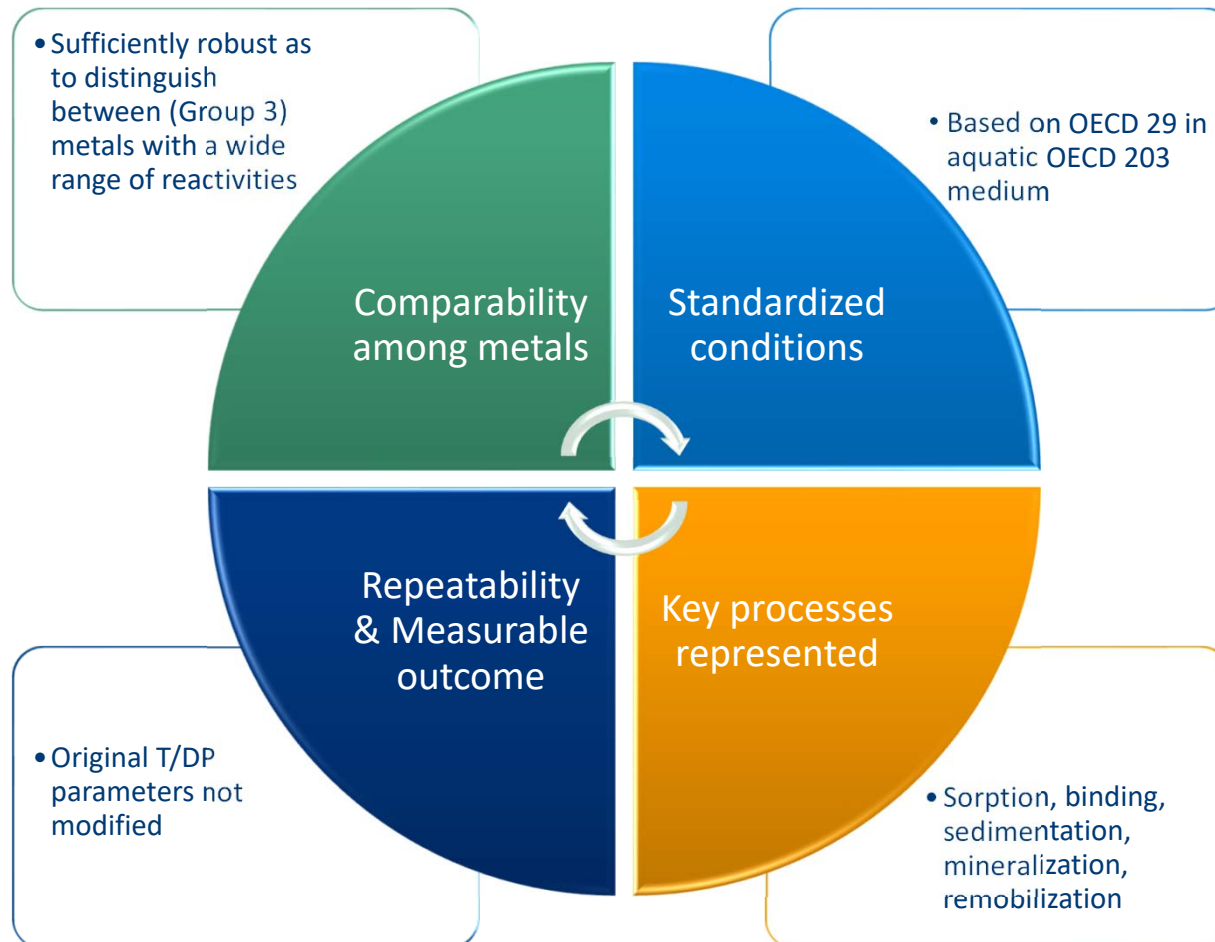 • Sufficiently robust as
to distinguish
between (Group 3)
metals with a wide
range of reactivities
• Based on OECD 29 in
aquatic OECD 203
medium
Comparability
among metals
Standardized
conditions
Repeatability
& Measurable
outcome
Key processes
represented
• Original T/DP
parameters not
modified
• Sorption, binding,
sedimentation,
mineralization,
remobilization